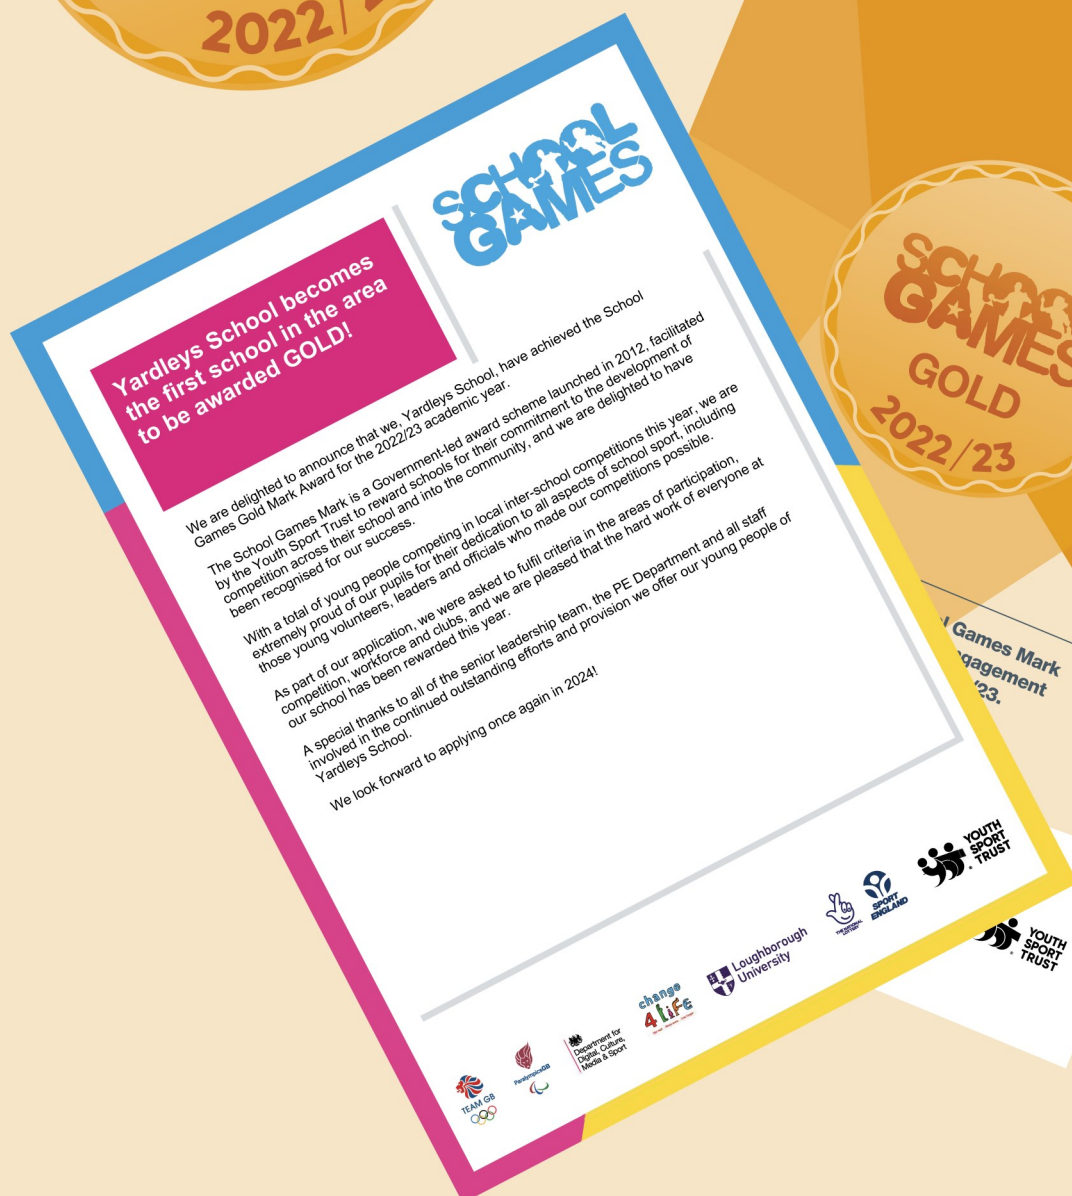 2022/
SCHOOL
GAMES
Yardleys School becomes
the first school in the area
to be awarded GOLD!
We are delighted to announce that we, Yardleys School, have achieved the School
Games Gold Mark Award for the 2022/23 academic year.
The School Games Mark is a Government-led award scheme launched in 2012, facilitated
by the Youth Sport Trust to reward schools for their commitment to the development of
competition across their school and into the community, and we are delighted to have
been recognised for our success.
With a total of young people competing in local inter-school competitions this year, we are
extremely proud of our pupils for their dedication to all aspects of school sport, including
those young volunteers, leaders and officials who made our competitions possible.
As part of our application, we were asked to fulfil criteria in the areas of participation,
competition, workforce and clubs, and we are pleased that the hard work of everyone at
our school has been rewarded this year.
A special thanks to all of the senior leadership team, the PE Department and all staff
involved in the continued outstanding efforts and provision we offer our young people of
Yardleys School.
We look forward to applying once again in 2024!
TEAM GB
ParalympicsGB
Department for
Digital, Culture,
Media & Sport
change
4 Life
Loughborough
University
THE NATIONAL
LOTTERY
SPORT
ENGLAND
YOUTH
SPORT
TRUST
SCHOOL
GAMES
GOLD
2022/23
Games Mark
23.
YOUTH
SPORT
TRUST